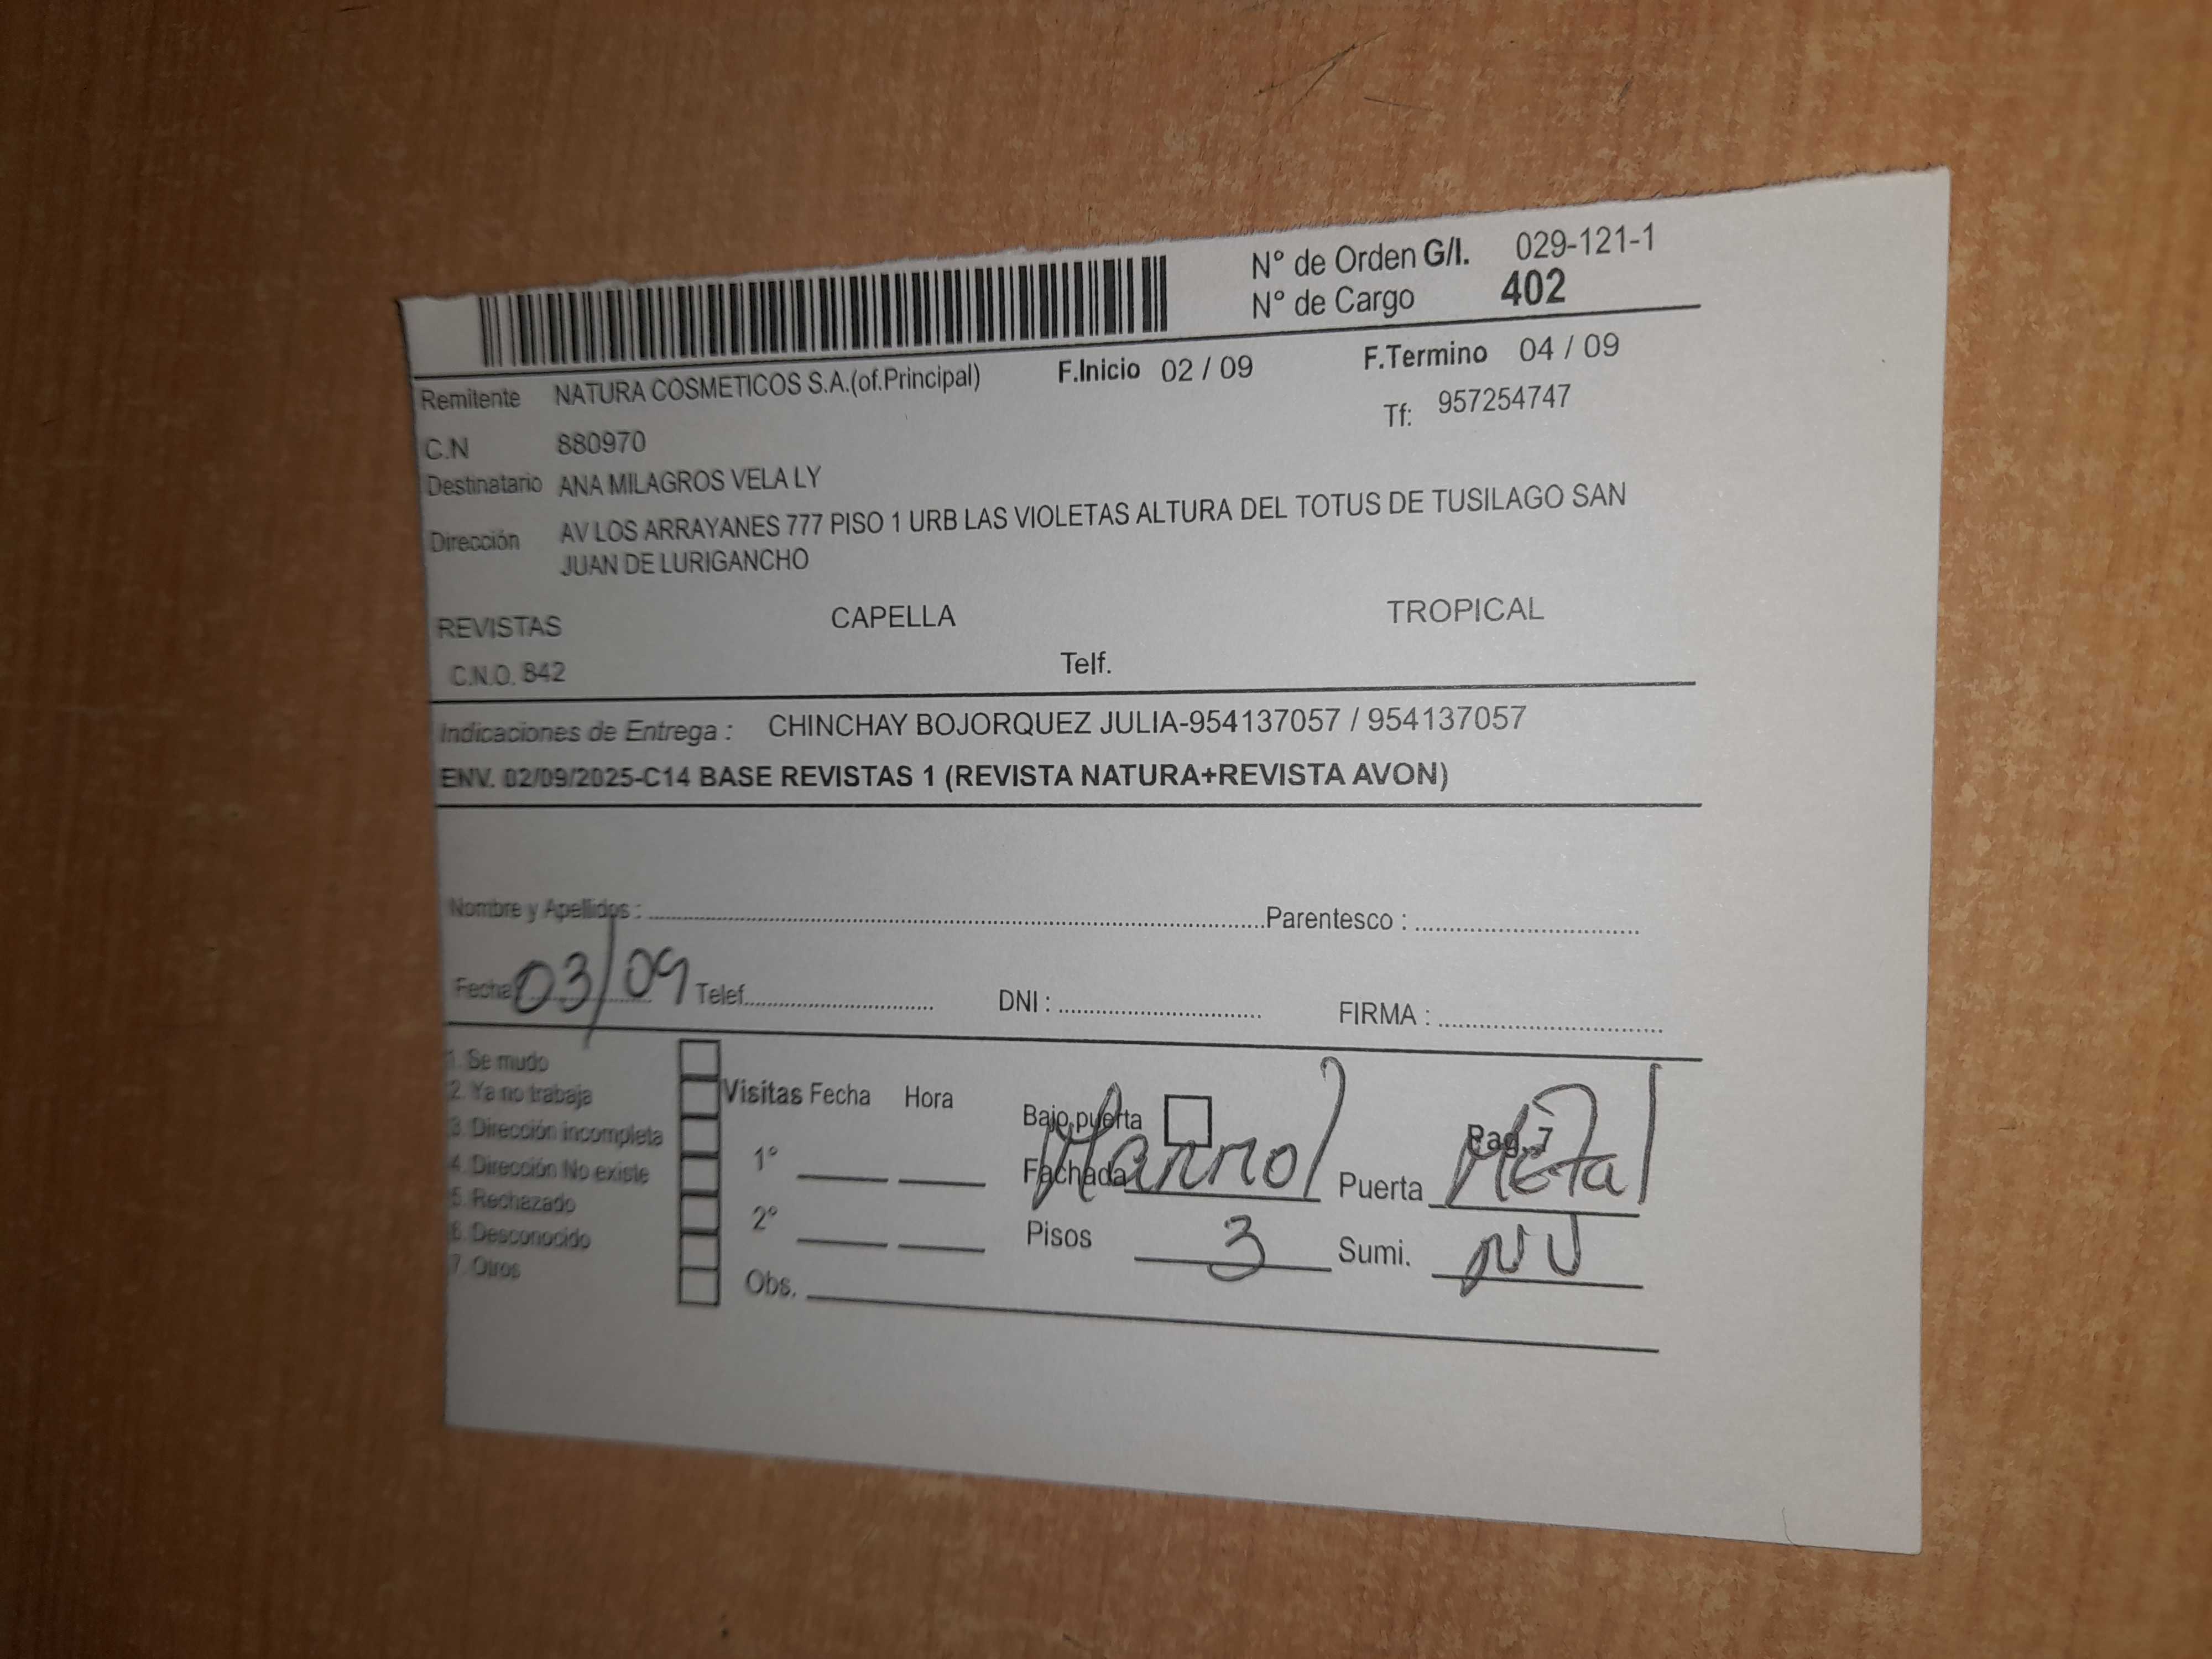 N° de Orden G/I. 029-121-1
N° de Cargo 402
Remitente NATURA COSMETICOS S.A.(of.Principal) F.Inicio 02 / 09 F.Termino 04 / 09
C.N 880970 Tf: 957254747
Destinatario ANA MILAGROS VELA LY
Dirección AV LOS ARRAYANES 777 PISO 1 URB LAS VIOLETAS ALTURA DEL TOTUS DE TUSILAGO SAN
JUAN DE LURIGANCHO
REVISTAS CAPELLA TROPICAL
C.N.O. 842 Telf.
Indicaciones de Entrega : CHINCHAY BOJORQUEZ JULIA-954137057 / 954137057
ENV. 02/09/2025-C14 BASE REVISTAS 1 (REVISTA NATURA+REVISTA AVON)
Nombre y Apellidos : Parentesco :
Fecha 03/09 Telef. DNI : FIRMA :
1. Se mudo
2. Ya no trabaja
3. Dirección incompleta
4. Dirección No existe
5. Rechazado
6. Desconocido
7. Otros
Visitas Fecha Hora
1°
2°
Obs.
Bajo puerta Pag. 7
Fachada Puerta Metal
Pisos 3 Sumi.